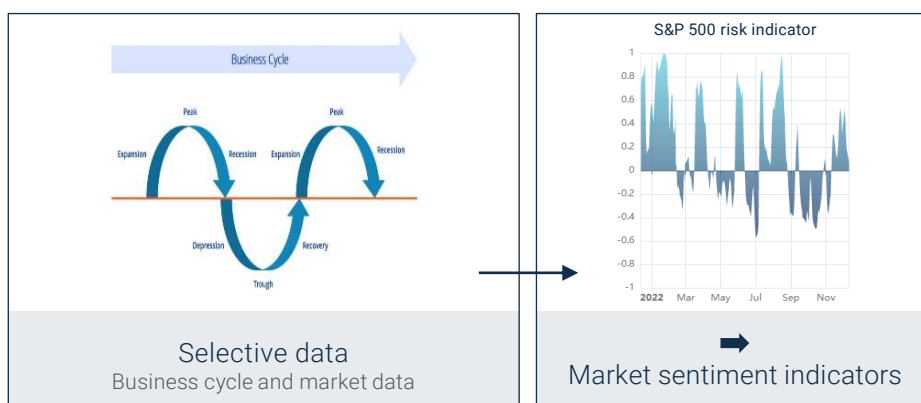 Business Cycle
Peak
Peak
Expansion
Recession
Expansion
Recession
Depression
Recovery
Trough
Selective data
Business cycle and market data
S&P 500 risk indicator
1
0.8
0.6
0.4
0.2
0
-0.2
-0.4
-0.6
-0.8
-1
2022 Mar May Jul Sep Nov
Market sentiment indicators